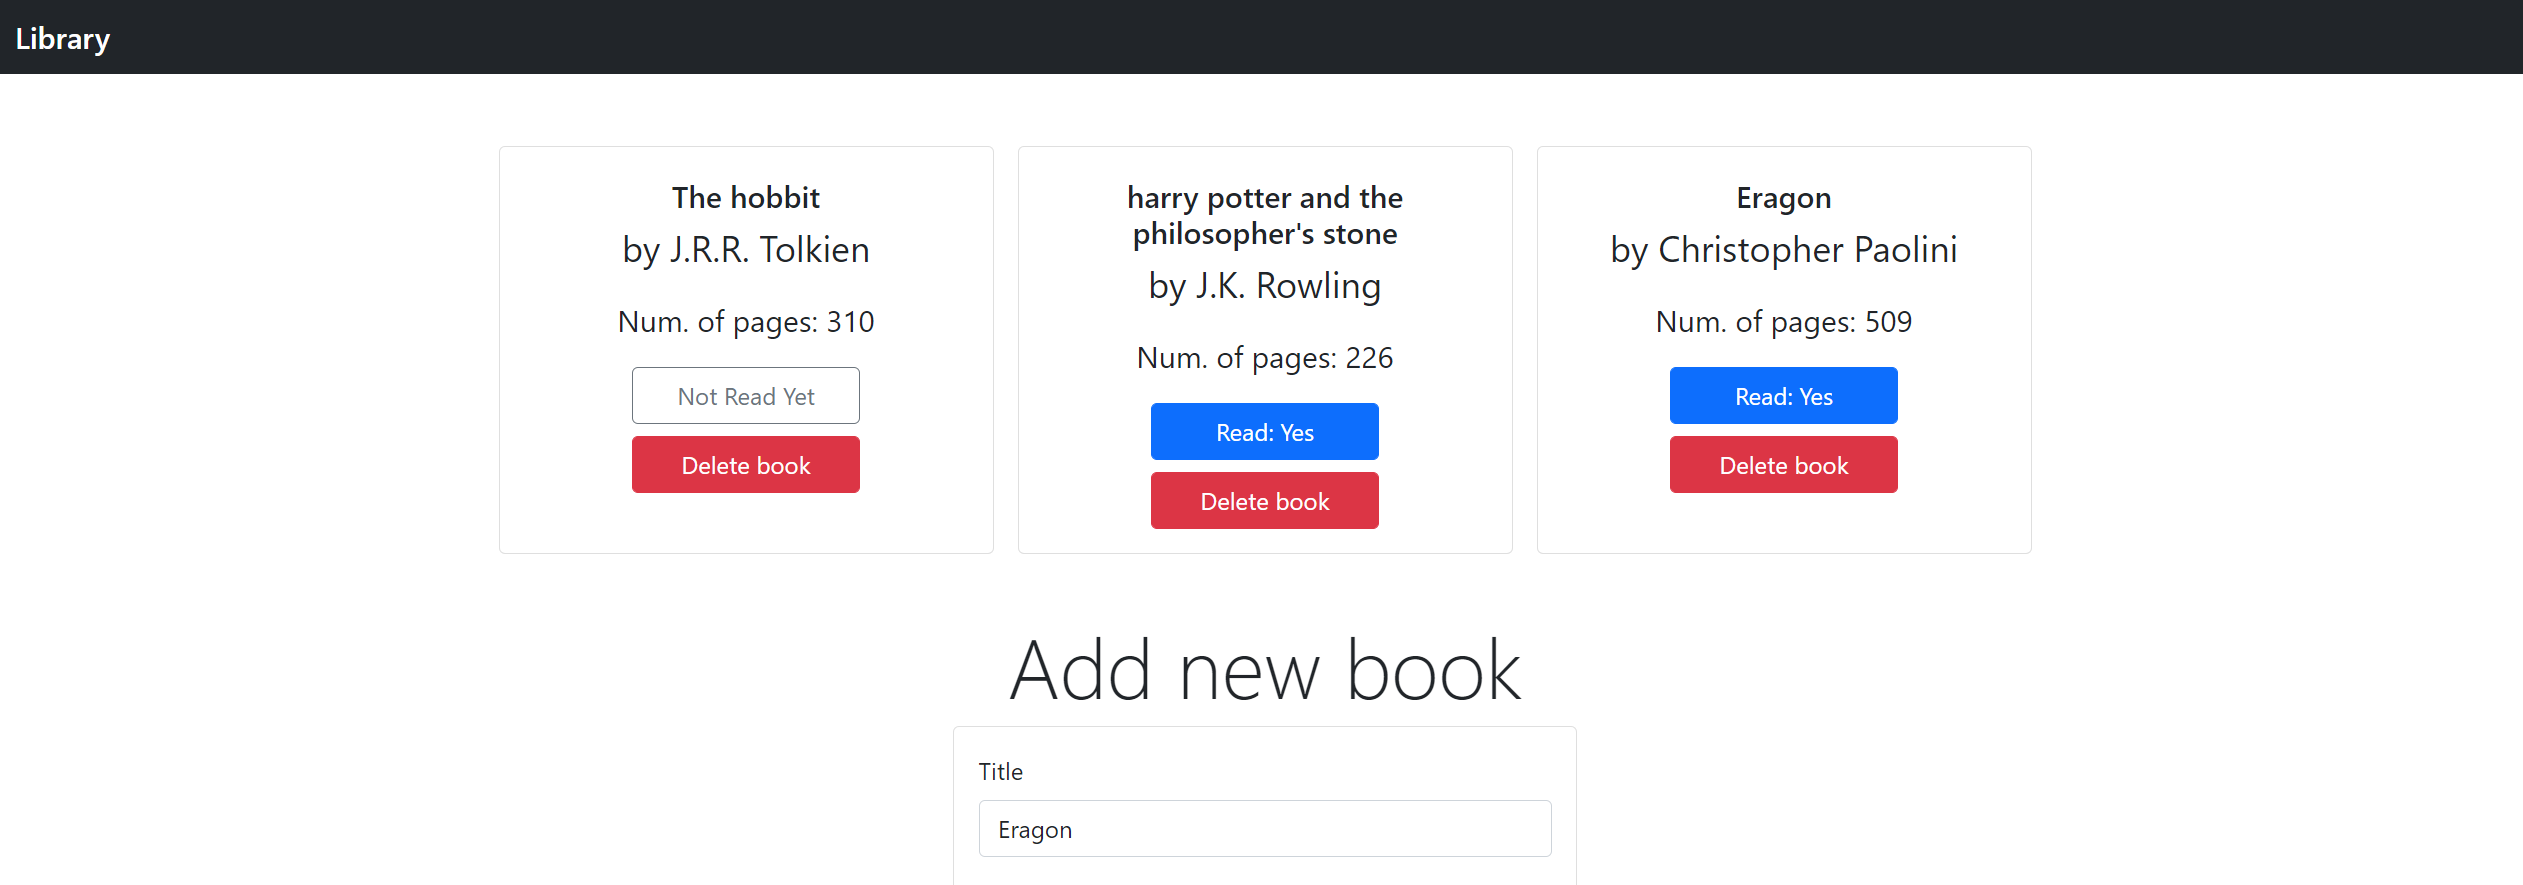 Library
The hobbit
by J.R.R. Tolkien
Num. of pages: 310
Not Read Yet
Delete book
harry potter and the
philosopher's stone
by J.K. Rowling
Num. of pages: 226
Read: Yes
Delete book
Eragon
by Christopher Paolini
Num. of pages: 509
Read: Yes
Delete book
Add new book
Title
Eragon